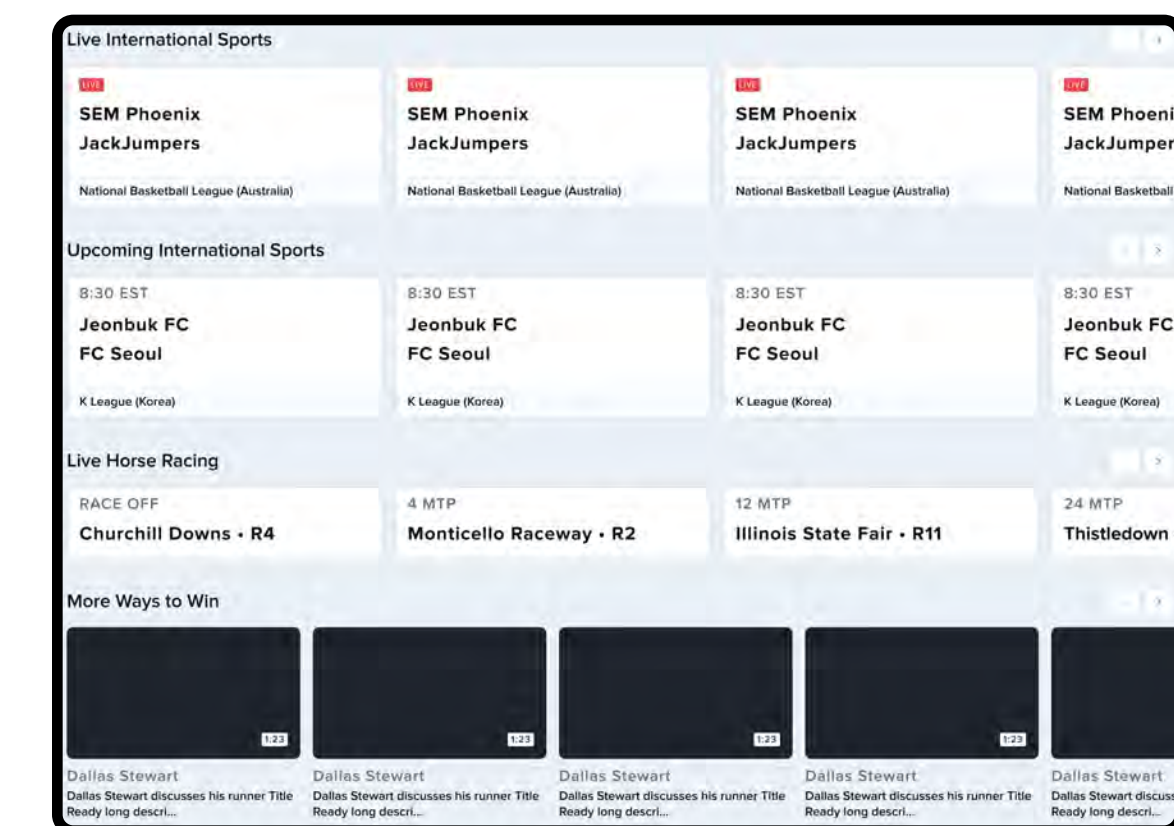 Live International Sports
LIVE
LIVE
LIVE
LIVE
SEM Phoenix
SEM Phoenix
SEM Phoenix
SEM Phoeni
JackJumpers
JackJumpers
JackJumpers
JackJumper
National Basketball League (Australia)
National Basketball League (Australia)
National Basketball League (Australia)
National Basketball
Upcoming International Sports
8:30 EST
8:30 EST
8:30 EST
8:30 EST
Jeonbuk FC
Jeonbuk FC
Jeonbuk FC
Jeonbuk FC
FC Seoul
FC Seoul
FC Seoul
FC Seoul
K League (Korea)
K League (Korea)
K League (Korea)
K League (Korea)
Live Horse Racing
RACE OFF
4 MTP
12 MTP
24 MTP
Churchill Downs • R4
Monticello Raceway • R2
Illinois State Fair • R11
Thistledown
More Ways to Win
1:23
1:23
1:23
1:23
Dallas Stewart
Dallas Stewart
Dallas Stewart
Dallas Stewart
Dallas Stewart
Dallas Stewart discusses his runner Title
Dallas Stewart discusses his runner Title
Dallas Stewart discusses his runner Title
Dallas Stewart discusses his runner Title
Dallas Stewart discuss
Ready long descri...
Ready long descri...
Ready long descri...
Ready long descri...
Ready long descri...